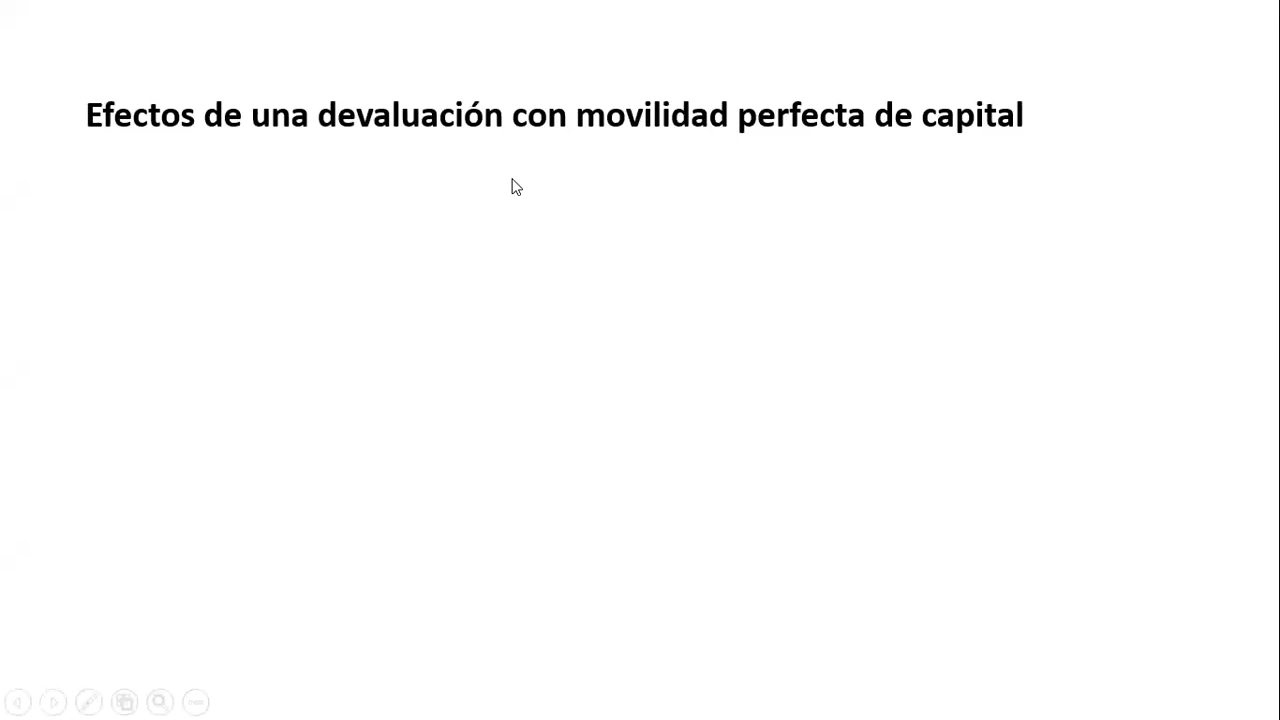 Efectos de una devaluación con movilidad perfecta de capital